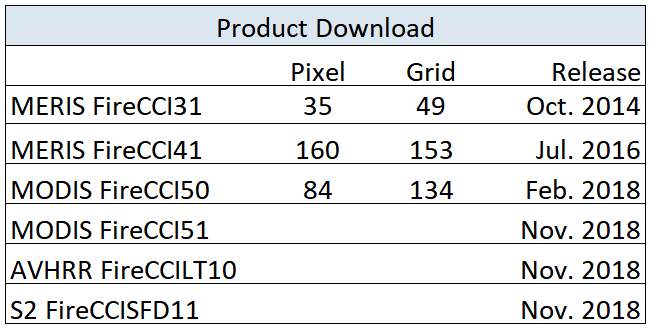 Product Download
Pixel Grid Release
MERIS FireCCI31 35 49 Oct. 2014
MERIS FireCCI41 160 153 Jul. 2016
MODIS FireCCI50 84 134 Feb. 2018
MODIS FireCCI51 Nov. 2018
AVHRR FireCCILT10 Nov. 2018
S2 FireCCISFD11 Nov. 2018